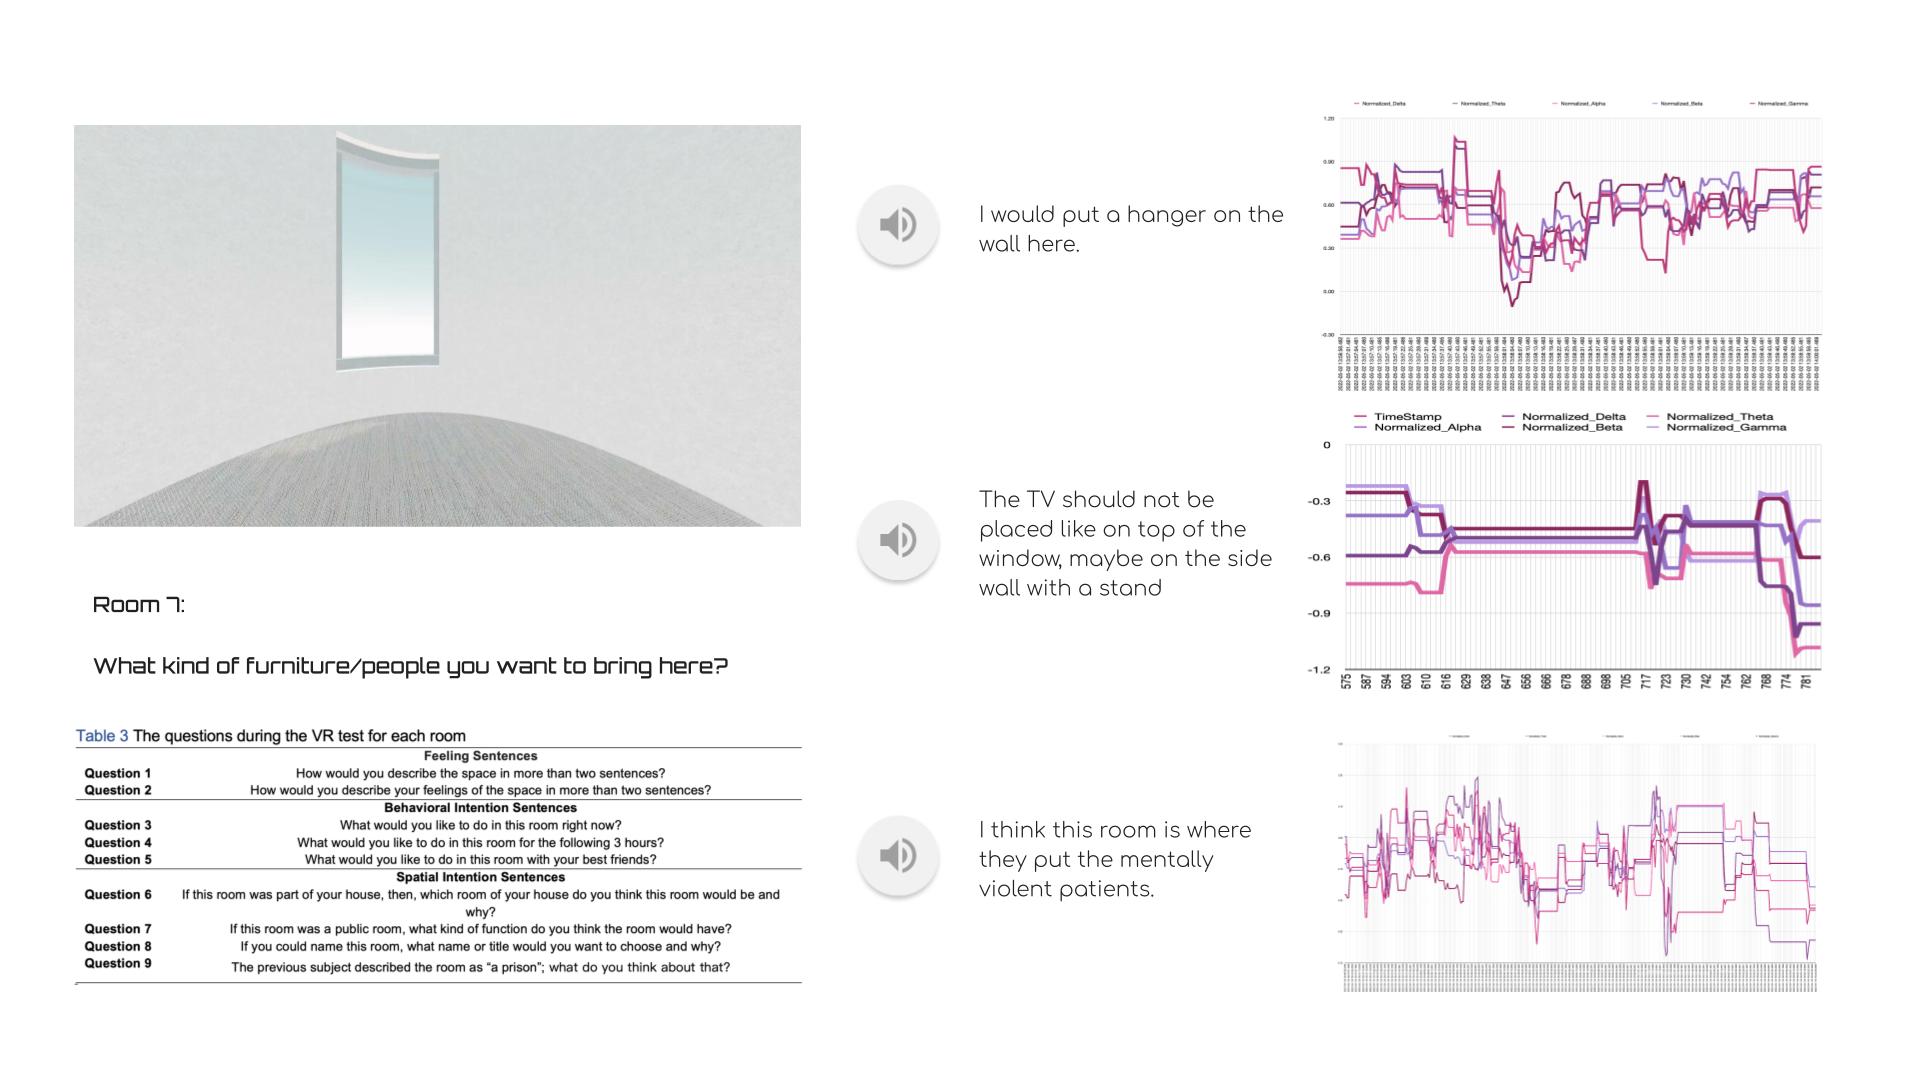 Room 7:
What kind of furniture/people you want to bring here?
Table 3 The questions during the VR test for each room
Feeling Sentences
Question 1 How would you describe the space in more than two sentences?
Question 2 How would you describe your feelings of the space in more than two sentences?
Behavioral Intention Sentences
Question 3 What would you like to do in this room right now?
Question 4 What would you like to do in this room for the following 3 hours?
Question 5 What would you like to do in this room with your best friends?
Spatial Intention Sentences
Question 6 If this room was part of your house, then, which room of your house do you think this room would be and
why?
Question 7 If this room was a public room, what kind of function do you think the room would have?
Question 8 If you could name this room, what name or title would you want to choose and why?
Question 9 The previous subject described the room as “a prison”; what do you think about that?
I would put a hanger on the
wall here.
The TV should not be
placed like on top of the
window, maybe on the side
wall with a stand
I think this room is where
they put the mentally
violent patients.
Normalized_Delta Normalized_Theta Normalized_Alpha Normalized_Beta Normalized_Gamma
1.20
0.90
0.60
0.30
0.00
-0.30
TimeStamp Normalized_Delta Normalized_Theta
Normalized_Alpha Normalized_Beta Normalized_Gamma
0
-0.3
-0.6
-0.9
-1.2
575 587 594 603 610 616 629 638 647 656 666 678 688 698 705 717 723 730 742 754 762 768 774 781